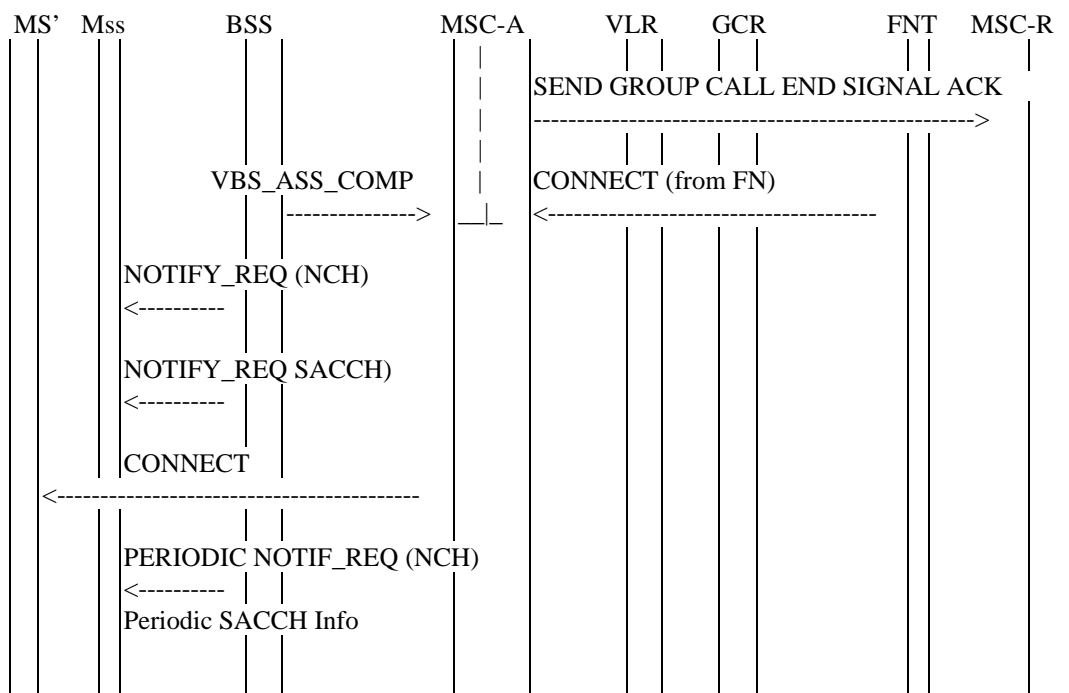 MS’ Mss BSS MSC-A VLR GCR FNT MSC-R
SEND GROUP CALL END SIGNAL ACK
VBS_ASS_COMP CONNECT (from FN)
NOTIFY_REQ (NCH)
NOTIFY_REQ SACCH)
CONNECT
PERIODIC NOTIF_REQ (NCH)
Periodic SACCH Info